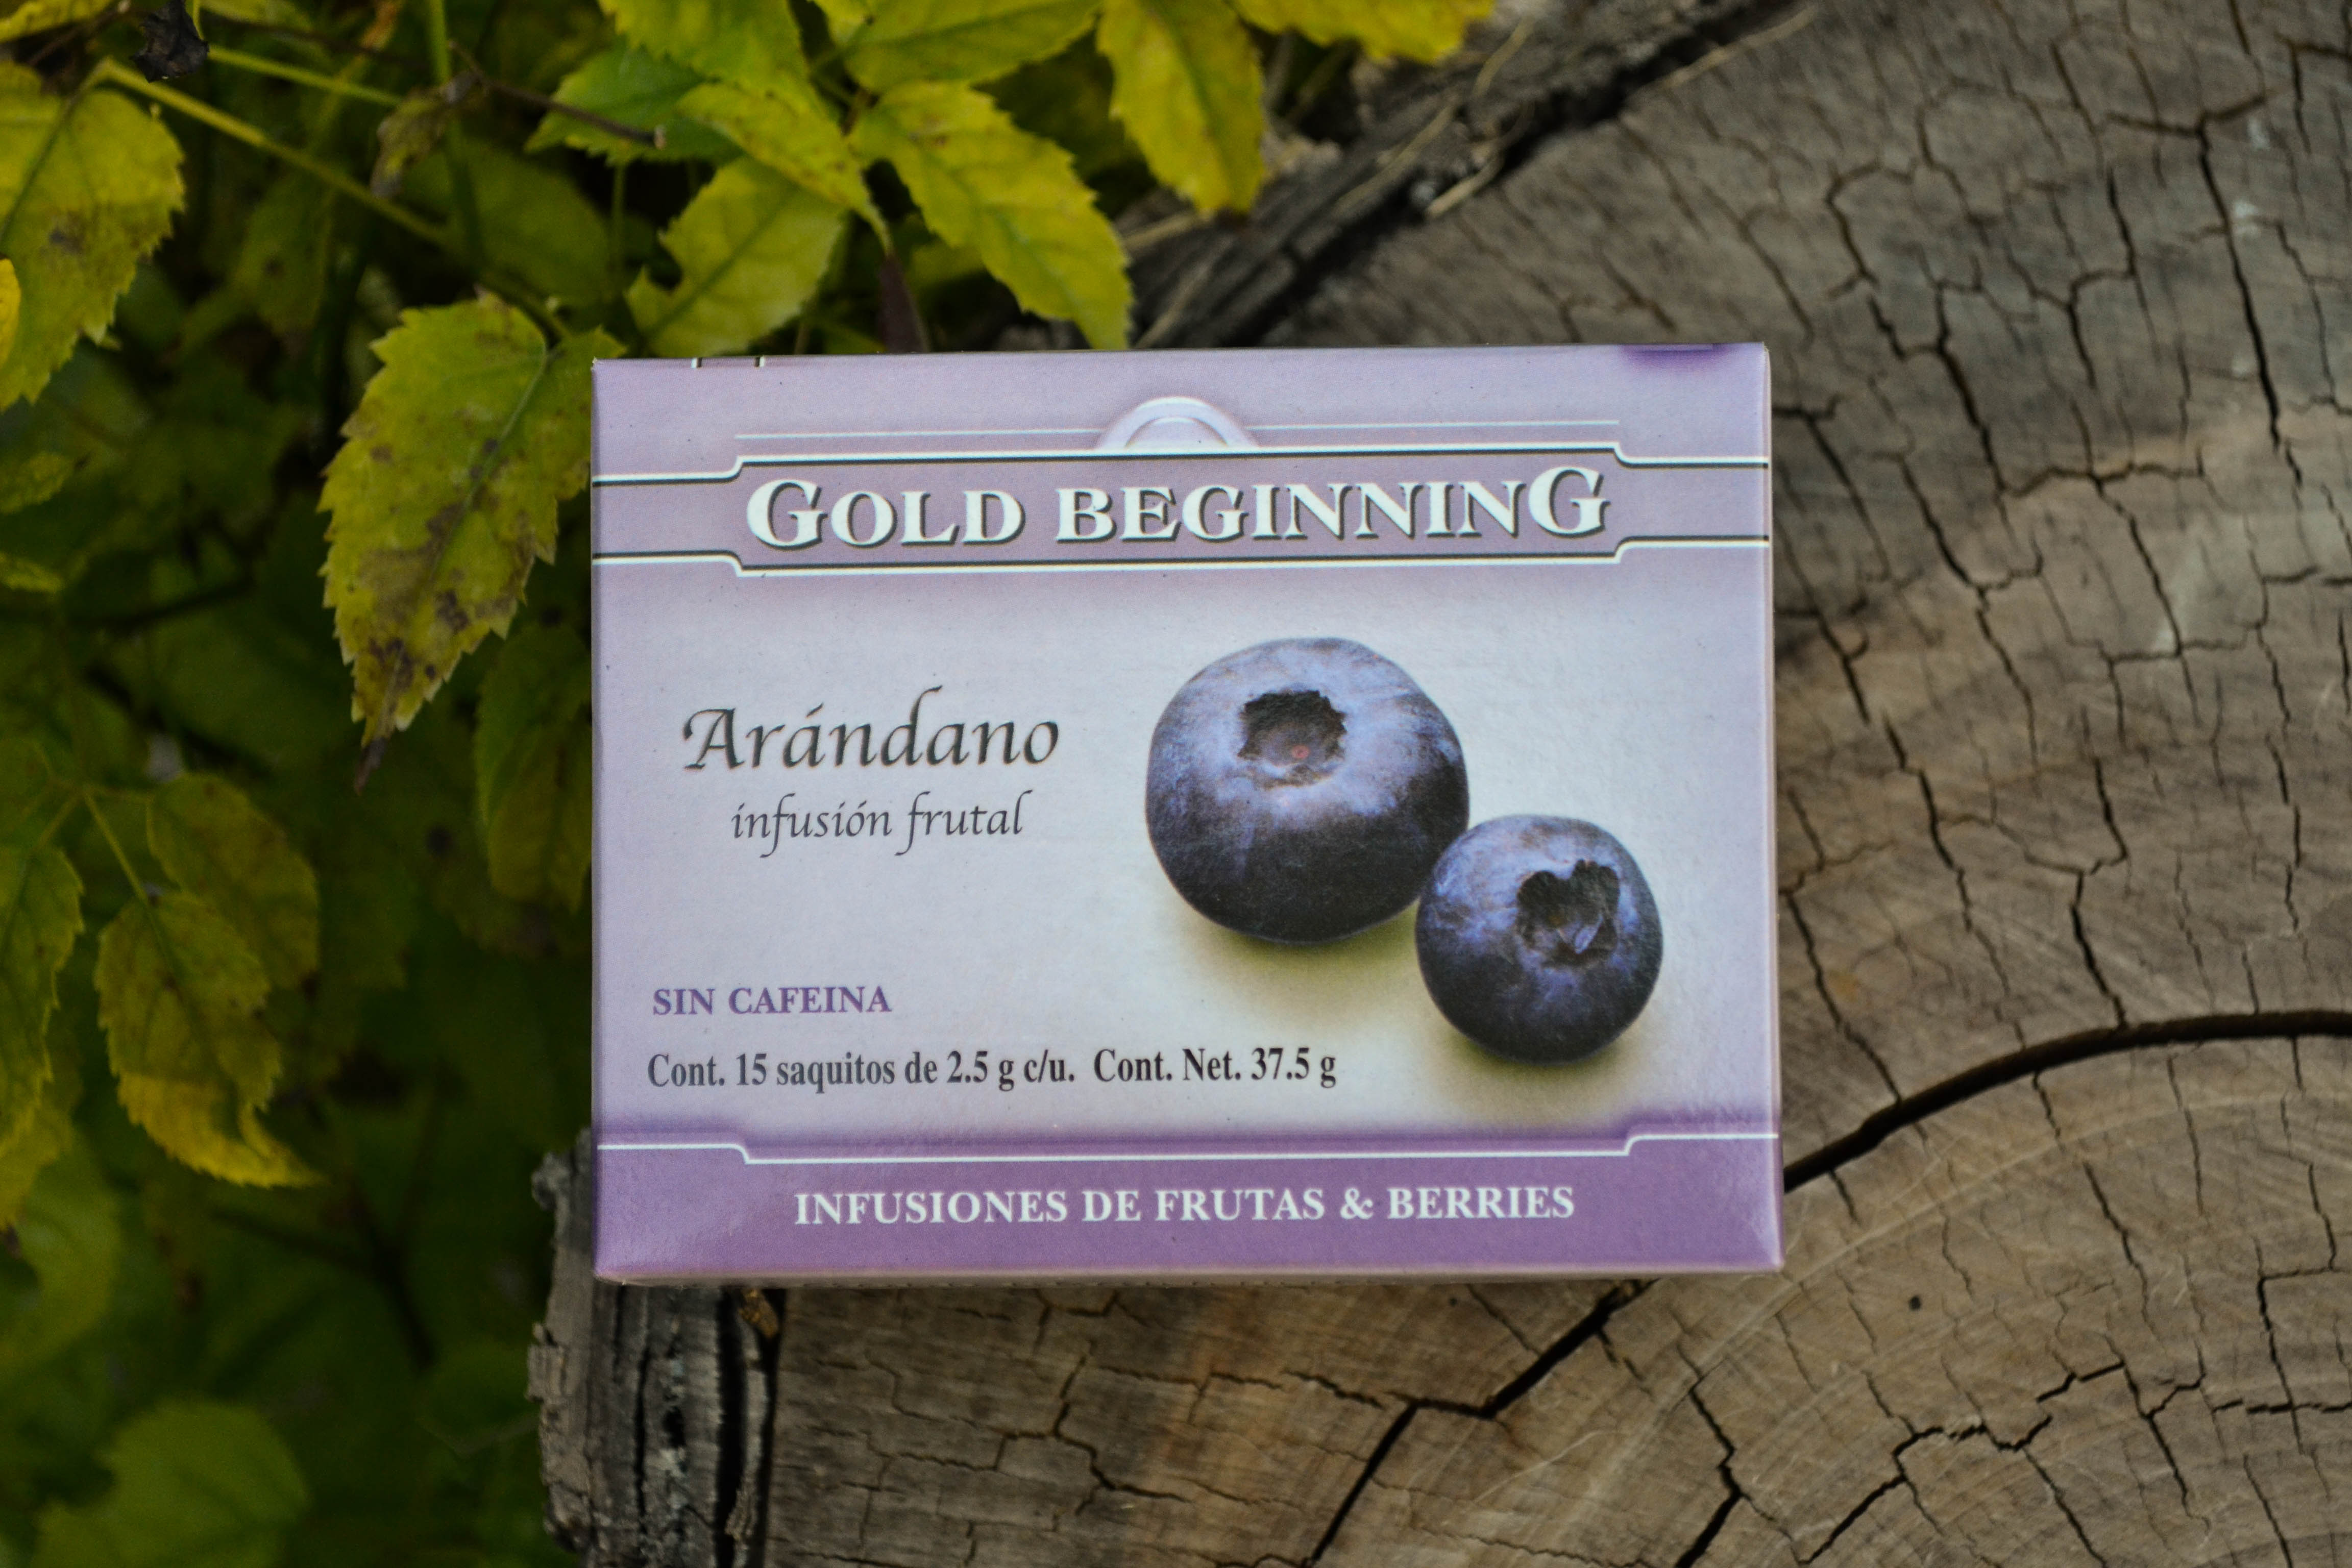 GOLD BEGINNING
Arándano
infusión frutal
SIN CAFEINA
Cont. 15 saquitos de 2.5 g c/u. Cont. Net. 37.5 g
INFUSIONES DE FRUTAS & BERRIES